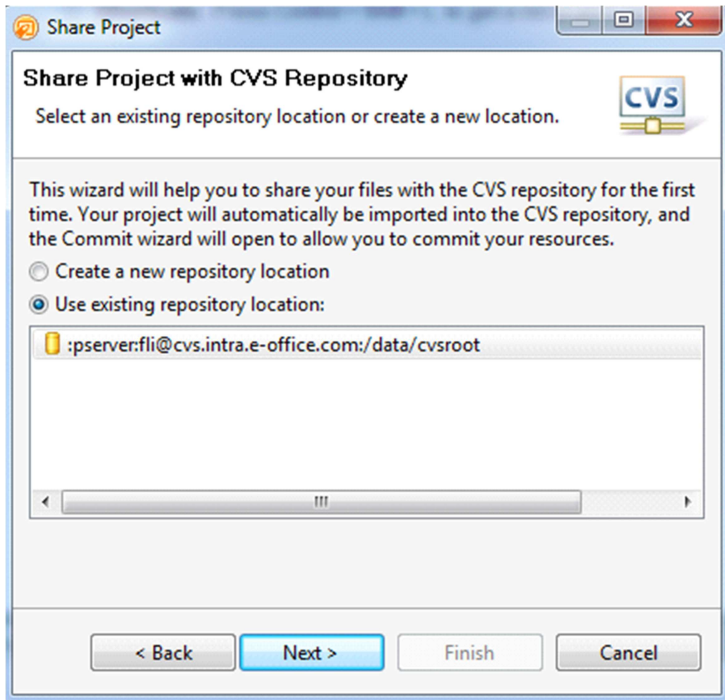 Share Project
Share Project with CVS Repository
Select an existing repository location or create a new location.
CVS
This wizard will help you to share your files with the CVS repository for the first
time. Your project will automatically be imported into the CVS repository, and
the Commit wizard will open to allow you to commit your resources.
Create a new repository location
Use existing repository location:
:pserver:fli@cvs.intra.e-office.com:/data/cvsroot
< Back
Next >
Finish
Cancel